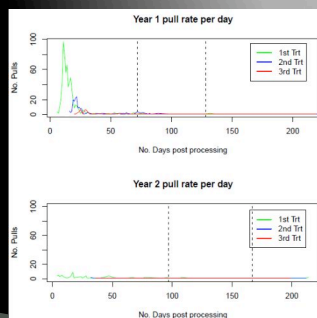 Year 1 pull rate per day
No. Pulls
0 20 60 100
1st Trt
2nd Trt
3rd Trt
0 50 100 150 200
No. Days post processing
Year 2 pull rate per day
No. Pulls
0 20 60 100
1st Trt
2nd Trt
3rd Trt
0 50 100 150 200
No. Days post processing